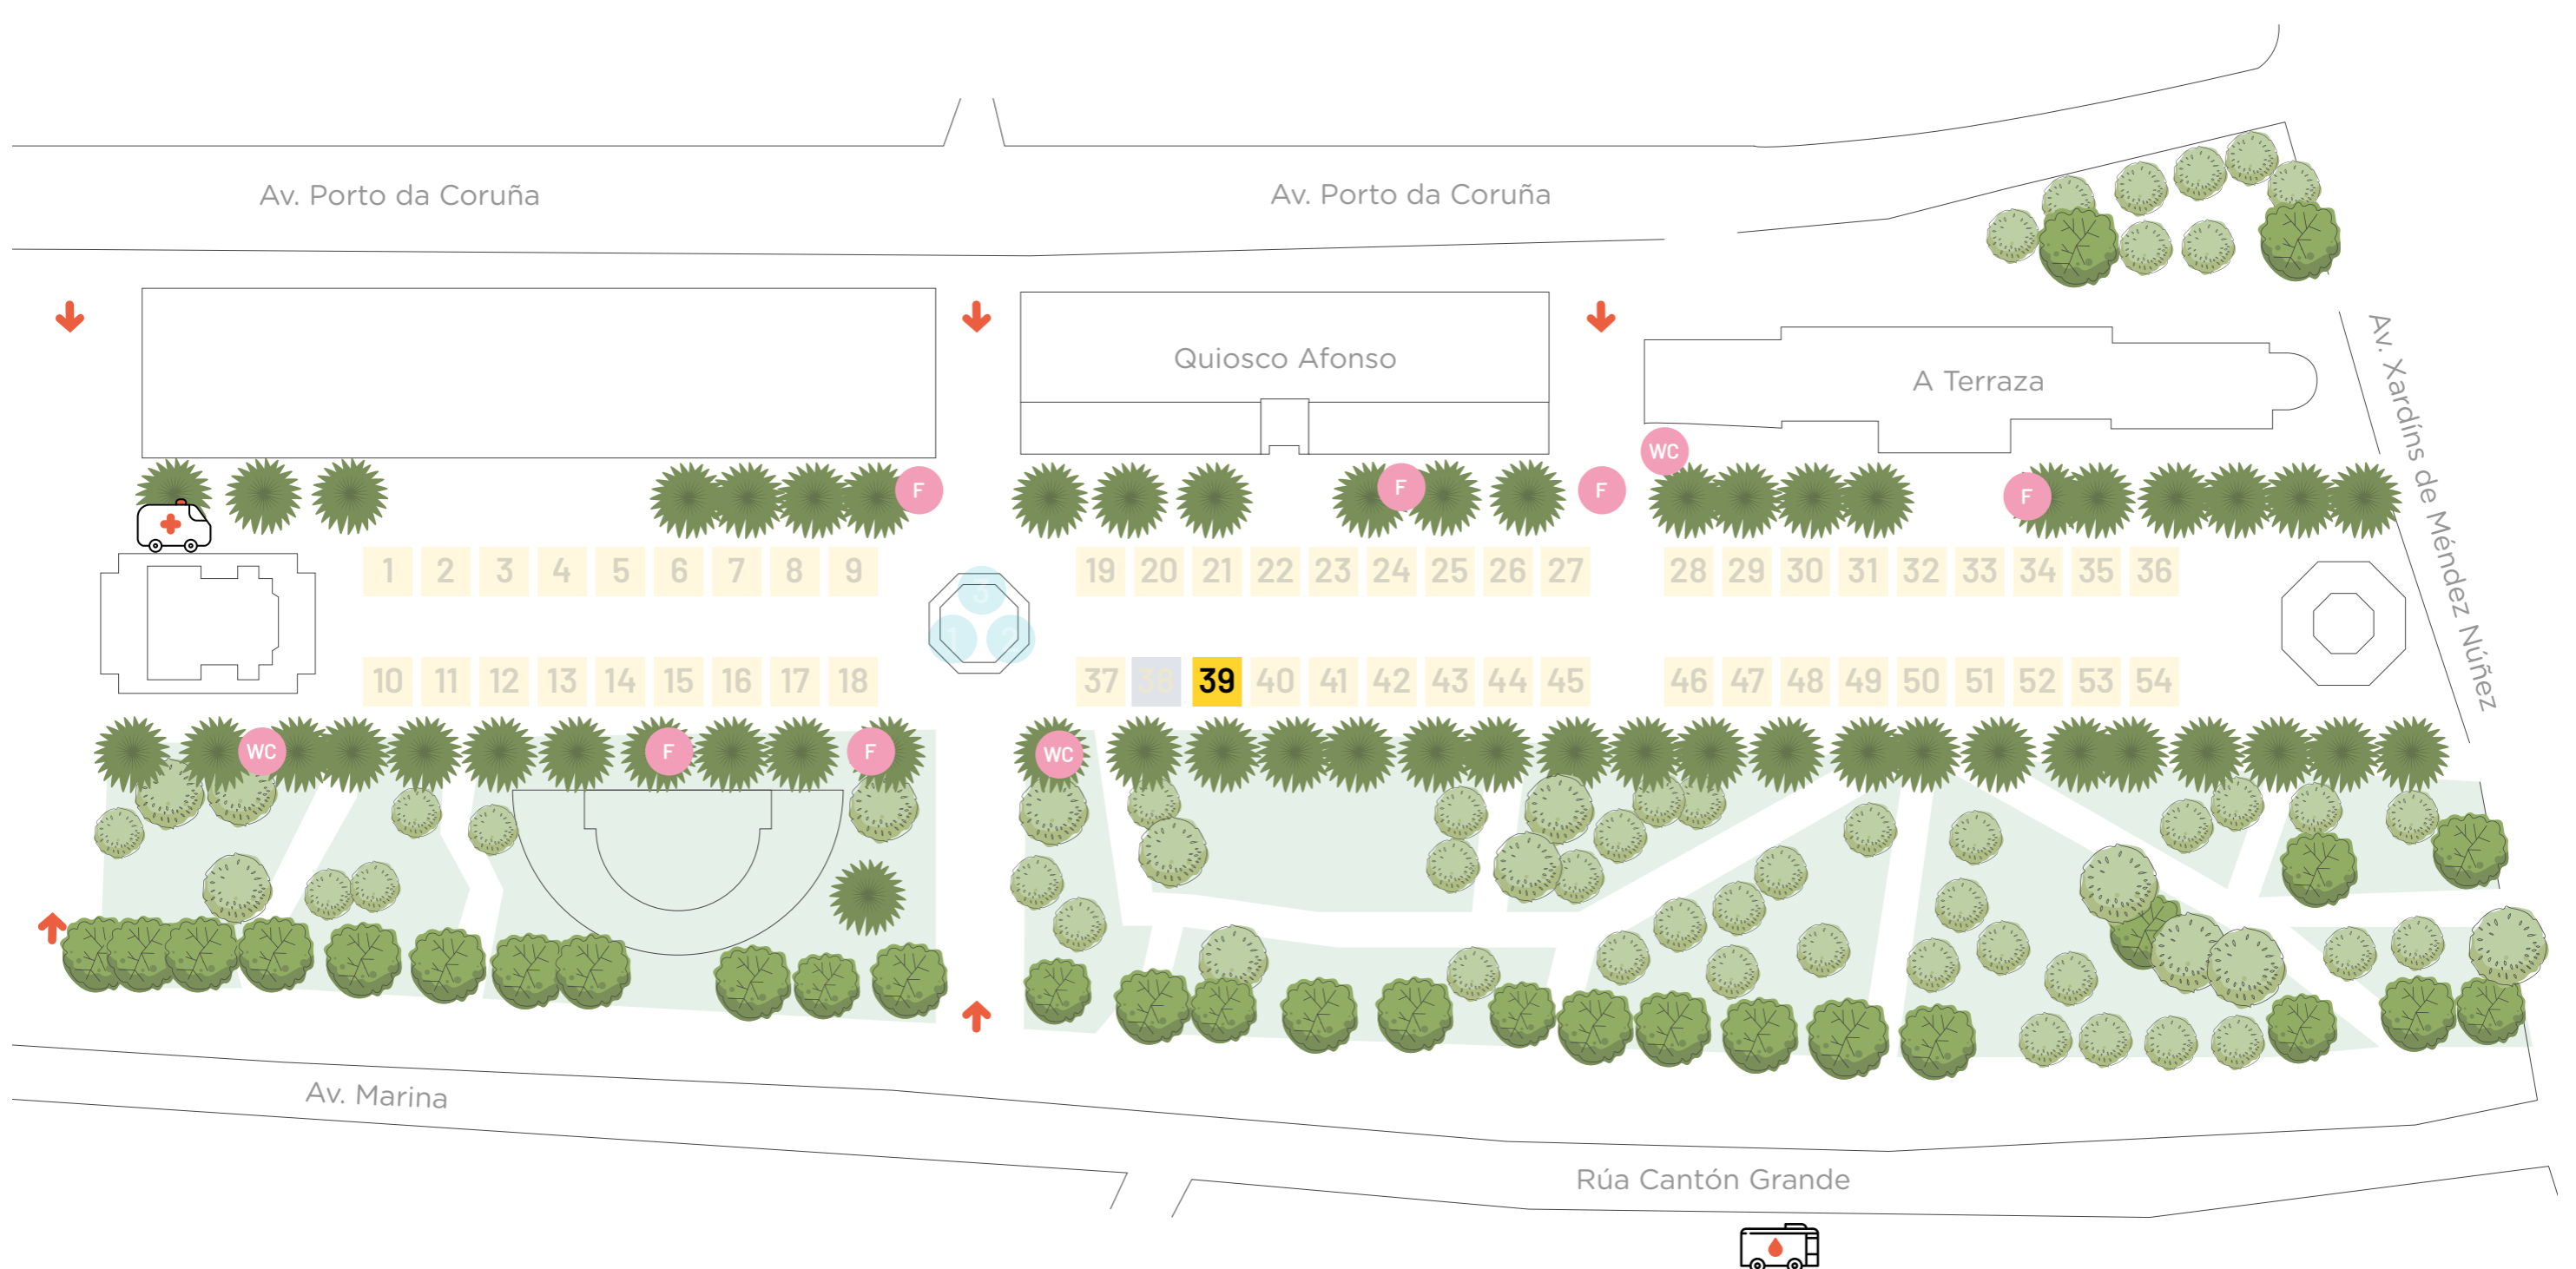 Av. Porto da Coruña
Av. Porto da Coruña
Quiosco Afonso
A Terraza
Av. Xardíns de Méndez Núñez
WC
F
F
F
F
1 2 3 4 5 6 7 8 9
3
19 20 21 22 23 24 25 26 27
28 29 30 31 32 33 34 35 36
1 2
10 11 12 13 14 15 16 17 18
37 38 39 40 41 42 43 44 45
46 47 48 49 50 51 52 53 54
WC
F
F
WC
Av. Marina
Rúa Cantón Grande